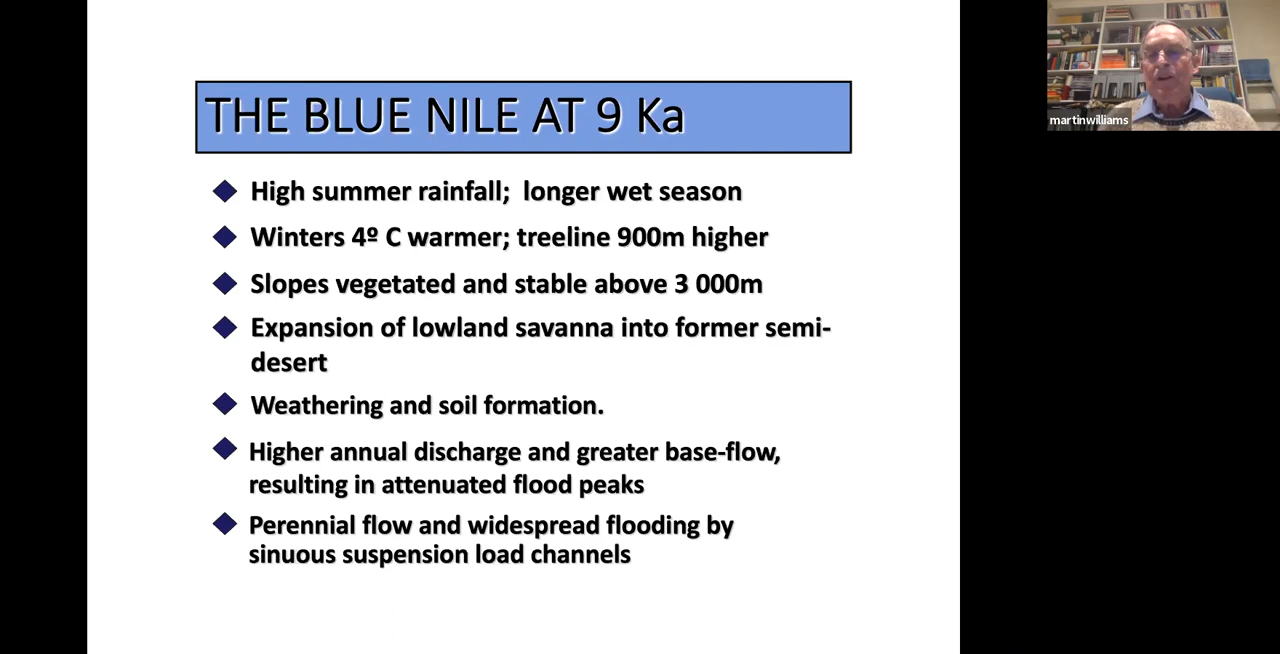 THE BLUE NILE AT 9 Ka
High summer rainfall;  longer wet season
Winters 4º C warmer; treeline 900m higher
Slopes vegetated and stable above 3 000m
Expansion of lowland savanna into former semi-
desert
Weathering and soil formation.
Higher annual discharge and greater base-flow,
resulting in attenuated flood peaks
Perennial flow and widespread flooding by
sinuous suspension load channels
martinwilliams